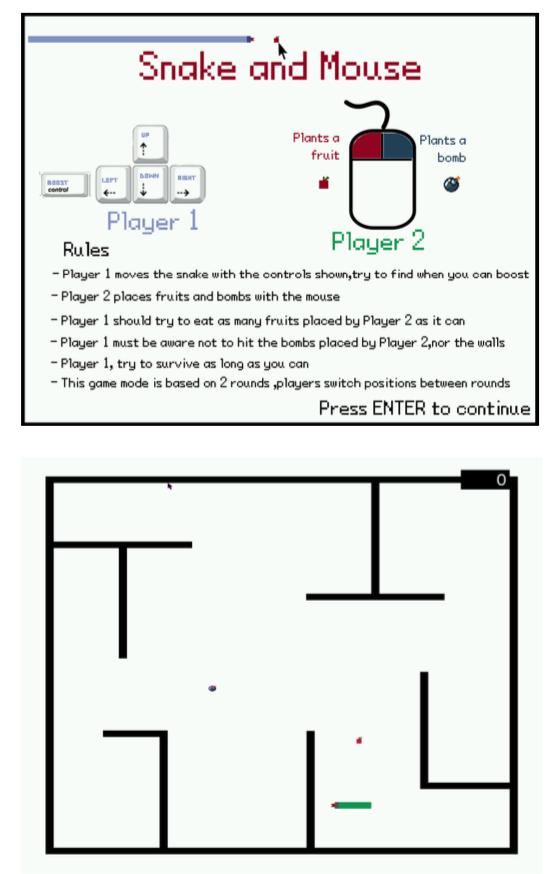 Snake and Mouse
UP
BOOST
control
LEFT
DOWN
RIGHT
Player 1
Plants a
fruit
Plants a
bomb
Player 2
Rules
- Player 1 moves the snake with the controls shown,try to find when you can boost
- Player 2 places fruits and bombs with the mouse
- Player 1 should try to eat as many fruits placed by Player 2 as it can
- Player 1 must be aware not to hit the bombs placed by Player 2,nor the walls
- Player 1, try to survive as long as you can
- This game mode is based on 2 rounds ,players switch positions between rounds
Press ENTER to continue
0